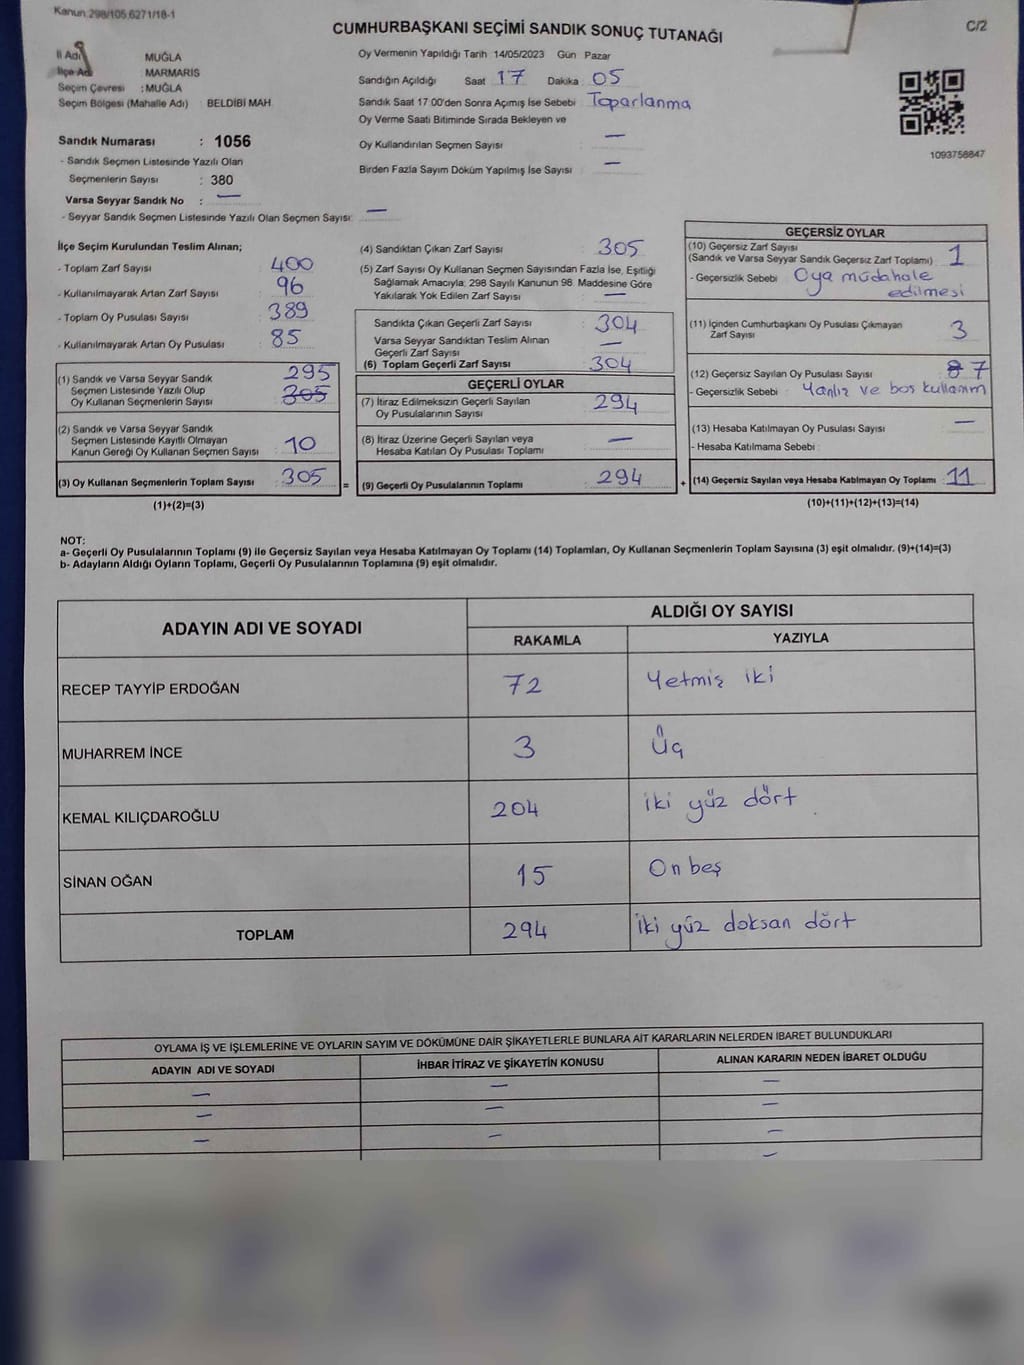 Kanun 298/105,6271/18-1
CUMHURBAŞKANI SEÇİMİ SANDIK SONUÇ TUTANAĞI
C/2
İl Adı MUĞLA
İlçe Adı MARMARİS
Seçim Çevresi : MUĞLA
Seçim Bölgesi (Mahalle Adı) BELDİBİ MAH.
Oy Vermenin Yapıldığı Tarih 14/05/2023 Gün Pazar
Sandığın Açıldığı Saat 17 Dakika 05
Sandık Saat 17:00'den Sonra Açımış İse Sebebi Toparlanma
Oy Verme Saati Bitiminde Sırada Bekleyen ve
Oy Kullandırılan Seçmen Sayısı —
Birden Fazla Sayım Döküm Yapılmış İse Sayısı —
1093758847
Sandık Numarası : 1056
- Sandık Seçmen Listesinde Yazılı Olan
Seçmenlerin Sayısı : 380
Varsa Seyyar Sandık No : —
- Seyyar Sandık Seçmen Listesinde Yazılı Olan Seçmen Sayısı: —
İlçe Seçim Kurulundan Teslim Alınan;
- Toplam Zarf Sayısı : 400
- Kullanılmayarak Artan Zarf Sayısı : 96
- Toplam Oy Pusulası Sayısı : 389
- Kullanılmayarak Artan Oy Pusulası : 85
(1) Sandık ve Varsa Seyyar Sandık 295
Seçmen Listesinde Yazılı Olup
Oy Kullanan Seçmenlerin Sayısı : 305
(2) Sandık ve Varsa Seyyar Sandık
Seçmen Listesinde Kayıtlı Olmayan
Kanun Gereği Oy Kullanan Seçmen Sayısı : 10
(3) Oy Kullanan Seçmenlerin Toplam Sayısı : 305 =
(1)+(2)=(3)
(4) Sandıktan Çıkan Zarf Sayısı 305
(5) Zarf Sayısı Oy Kullanan Seçmen Sayısından Fazla İse, Eşitliği
Sağlamak Amacıyla, 298 Sayılı Kanunun 98. Maddesine Göre
Yakılarak Yok Edilen Zarf Sayısı : —
Sandıkta Çıkan Geçerli Zarf Sayısı : 304
Varsa Seyyar Sandıktan Teslim Alınan
Geçerli Zarf Sayısı : —
(6) Toplam Geçerli Zarf Sayısı : 304
GEÇERLİ OYLAR
(7) İtiraz Edilmeksizin Geçerli Sayılan
Oy Pusulalarının Sayısı : 294
(8) İtiraz Üzerine Geçerli Sayılan veya
Hesaba Katılan Oy Pusulası Toplamı : —
(9) Geçerli Oy Pusulalarının Toplamı : 294 +
GEÇERSİZ OYLAR
(10) Geçersiz Zarf Sayısı
(Sandık ve Varsa Seyyar Sandık Geçersiz Zarf Toplamı) 1
- Geçersizlik Sebebi : Oya müdahale
edilmesi
(11) İçinden Cumhurbaşkanı Oy Pusulası Çıkmayan
Zarf Sayısı 3
(12) Geçersiz Sayılan Oy Pusulası Sayısı 8 7
- Geçersizlik Sebebi Yanlız ve boş kullanım
(13) Hesaba Katılmayan Oy Pusulası Sayısı —
- Hesaba Katılmama Sebebi :
(14) Geçersiz Sayılan veya Hesaba Katılmayan Oy Toplamı : 11
(10)+(11)+(12)+(13)=(14)
NOT:
a- Geçerli Oy Pusulalarının Toplamı (9) ile Geçersiz Sayılan veya Hesaba Katılmayan Oy Toplamı (14) Toplamları, Oy Kullanan Seçmenlerin Toplam Sayısına (3) eşit olmalıdır. (9)+(14)=(3)
b- Adayların Aldığı Oyların Toplamı, Geçerli Oy Pusulalarının Toplamına (9) eşit olmalıdır.
ADAYIN ADI VE SOYADI
ALDIĞI OY SAYISI
RAKAMLA YAZIYLA
RECEP TAYYİP ERDOĞAN 72 Yetmiş iki
MUHARREM İNCE 3 Üç
KEMAL KILIÇDAROĞLU 204 iki yüz dört
SİNAN OĞAN 15 On beş
TOPLAM 294 iki yüz doksan dört
OYLAMA İŞ VE İŞLEMLERİNE VE OYLARIN SAYIM VE DÖKÜMÜNE DAİR ŞİKAYETLERLE BUNLARA AİT KARARLARIN NELERDEN İBARET BULUNDUKLARI
ADAYIN ADI VE SOYADI İHBAR İTİRAZ VE ŞİKAYETİN KONUSU ALINAN KARARIN NEDEN İBARET OLDUĞU
— — —
— — —
— — —
—